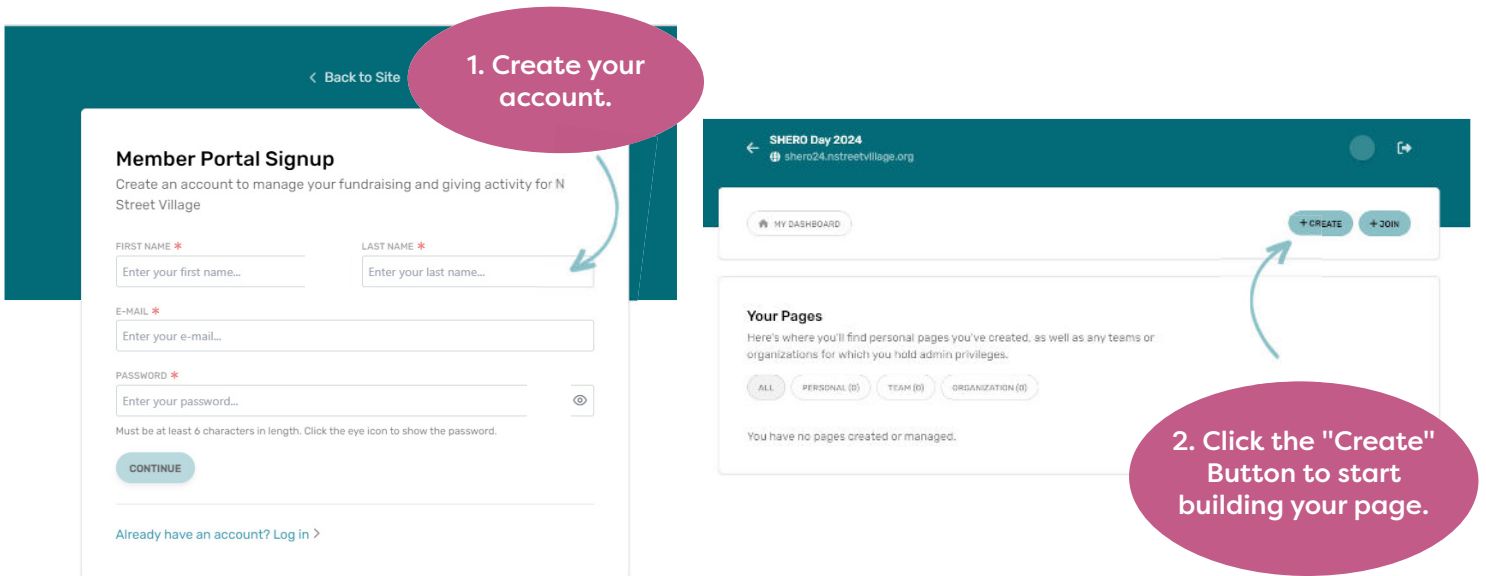 < Back to Site
1. Create your
account.
Member Portal Signup
Create an account to manage your fundraising and giving activity for N
Street Village
FIRST NAME *
LAST NAME *
Enter your first name...
Enter your last name...
E-MAIL *
Enter your e-mail...
PASSWORD *
Enter your password...
Must be at least 6 characters in length. Click the eye icon to show the password.
CONTINUE
Already have an account? Log in >
SHERO Day 2024
shero24.nstreetvillage.org
MY DASHBOARD
+ CREATE
+ JOIN
Your Pages
Here's where you'll find personal pages you've created, as well as any teams or
organizations for which you hold admin privileges.
ALL
PERSONAL (0)
TEAM (0)
ORGANIZATION (0)
You have no pages created or managed.
2. Click the "Create"
Button to start
building your page.